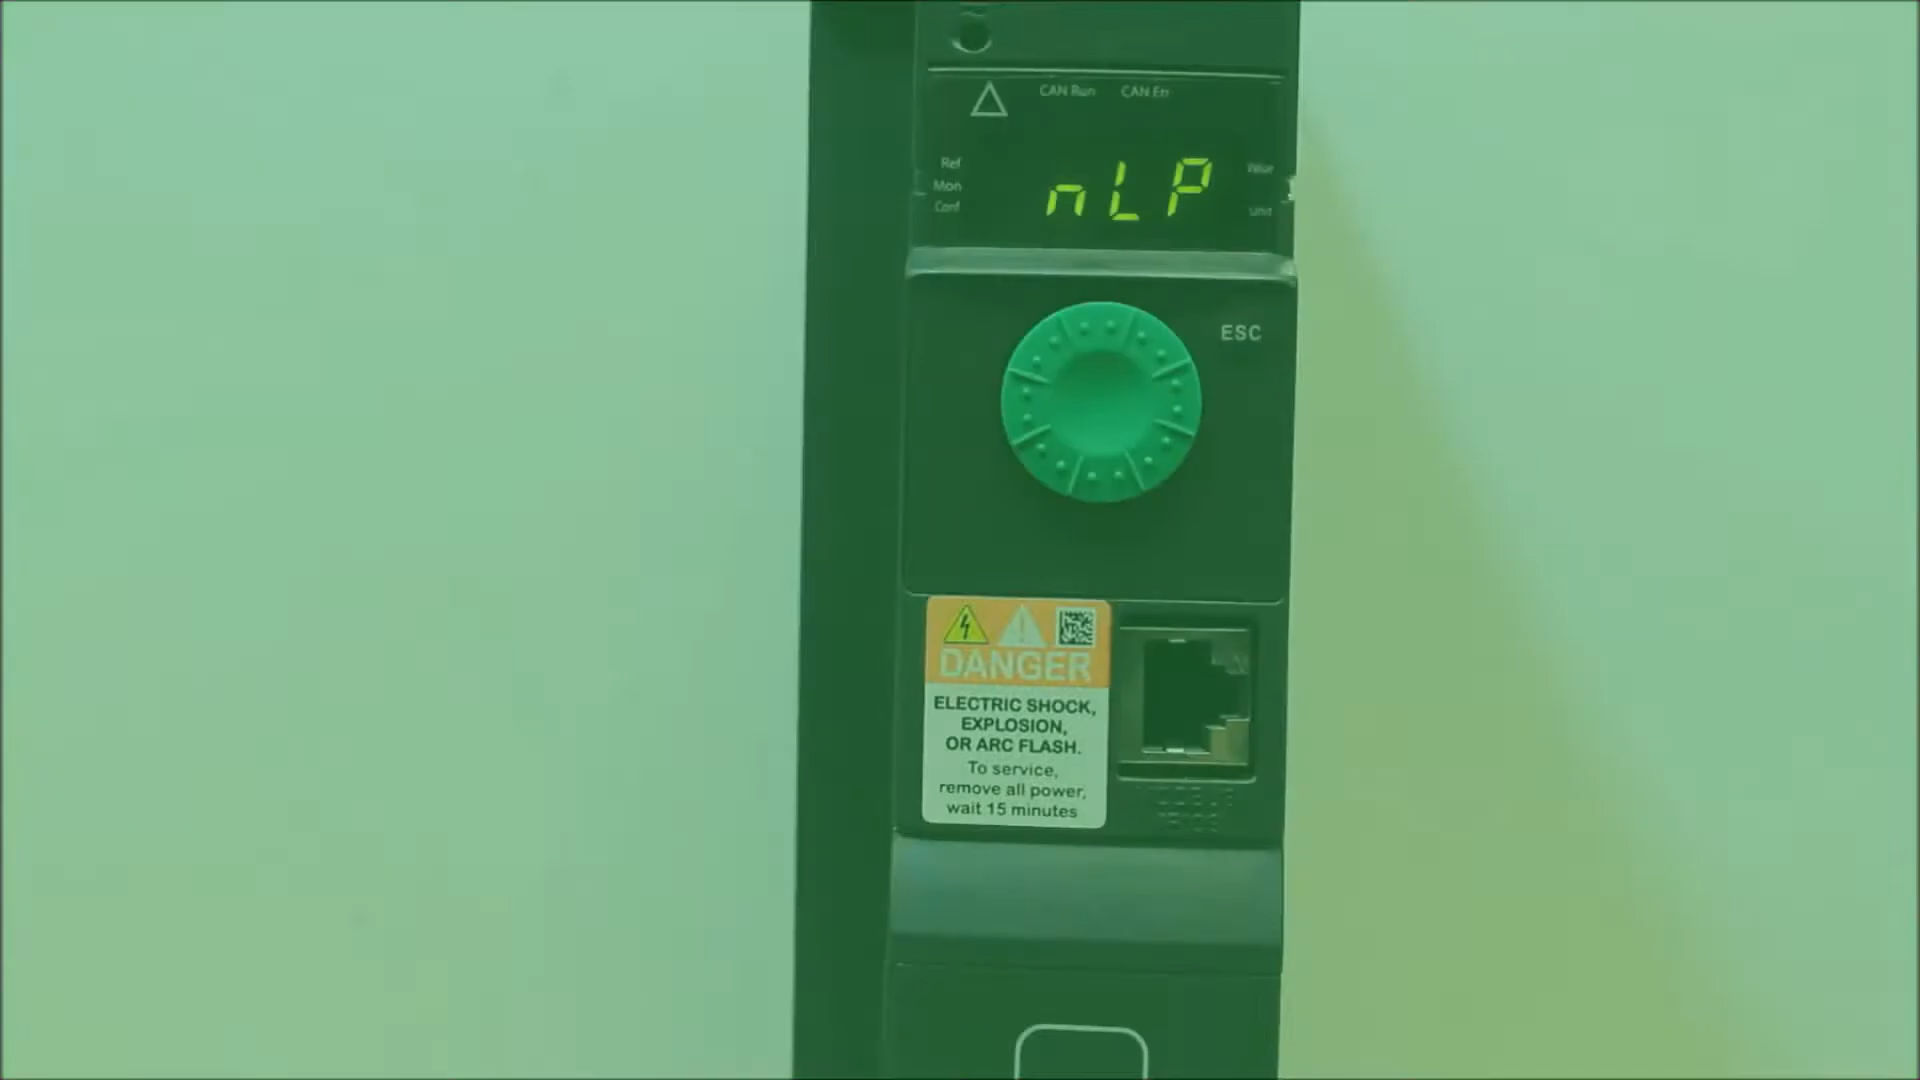 CAN Run CAN Err
Ref
Mon
Conf
nLP
Value
Unit
ESC
DANGER
ELECTRIC SHOCK,
EXPLOSION,
OR ARC FLASH.
To service,
remove all power,
wait 15 minutes